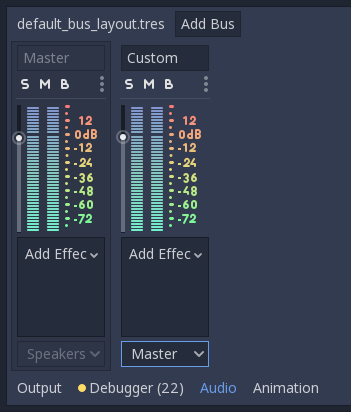 default_bus_layout.tres Add Bus
Master Custom
S M B S M B
12 12
0dB 0dB
-12 -12
-24 -24
-36 -36
-48 -48
-60 -60
-72 -72
Add Effec Add Effec
Speakers Master
Output Debugger (22) Audio Animation